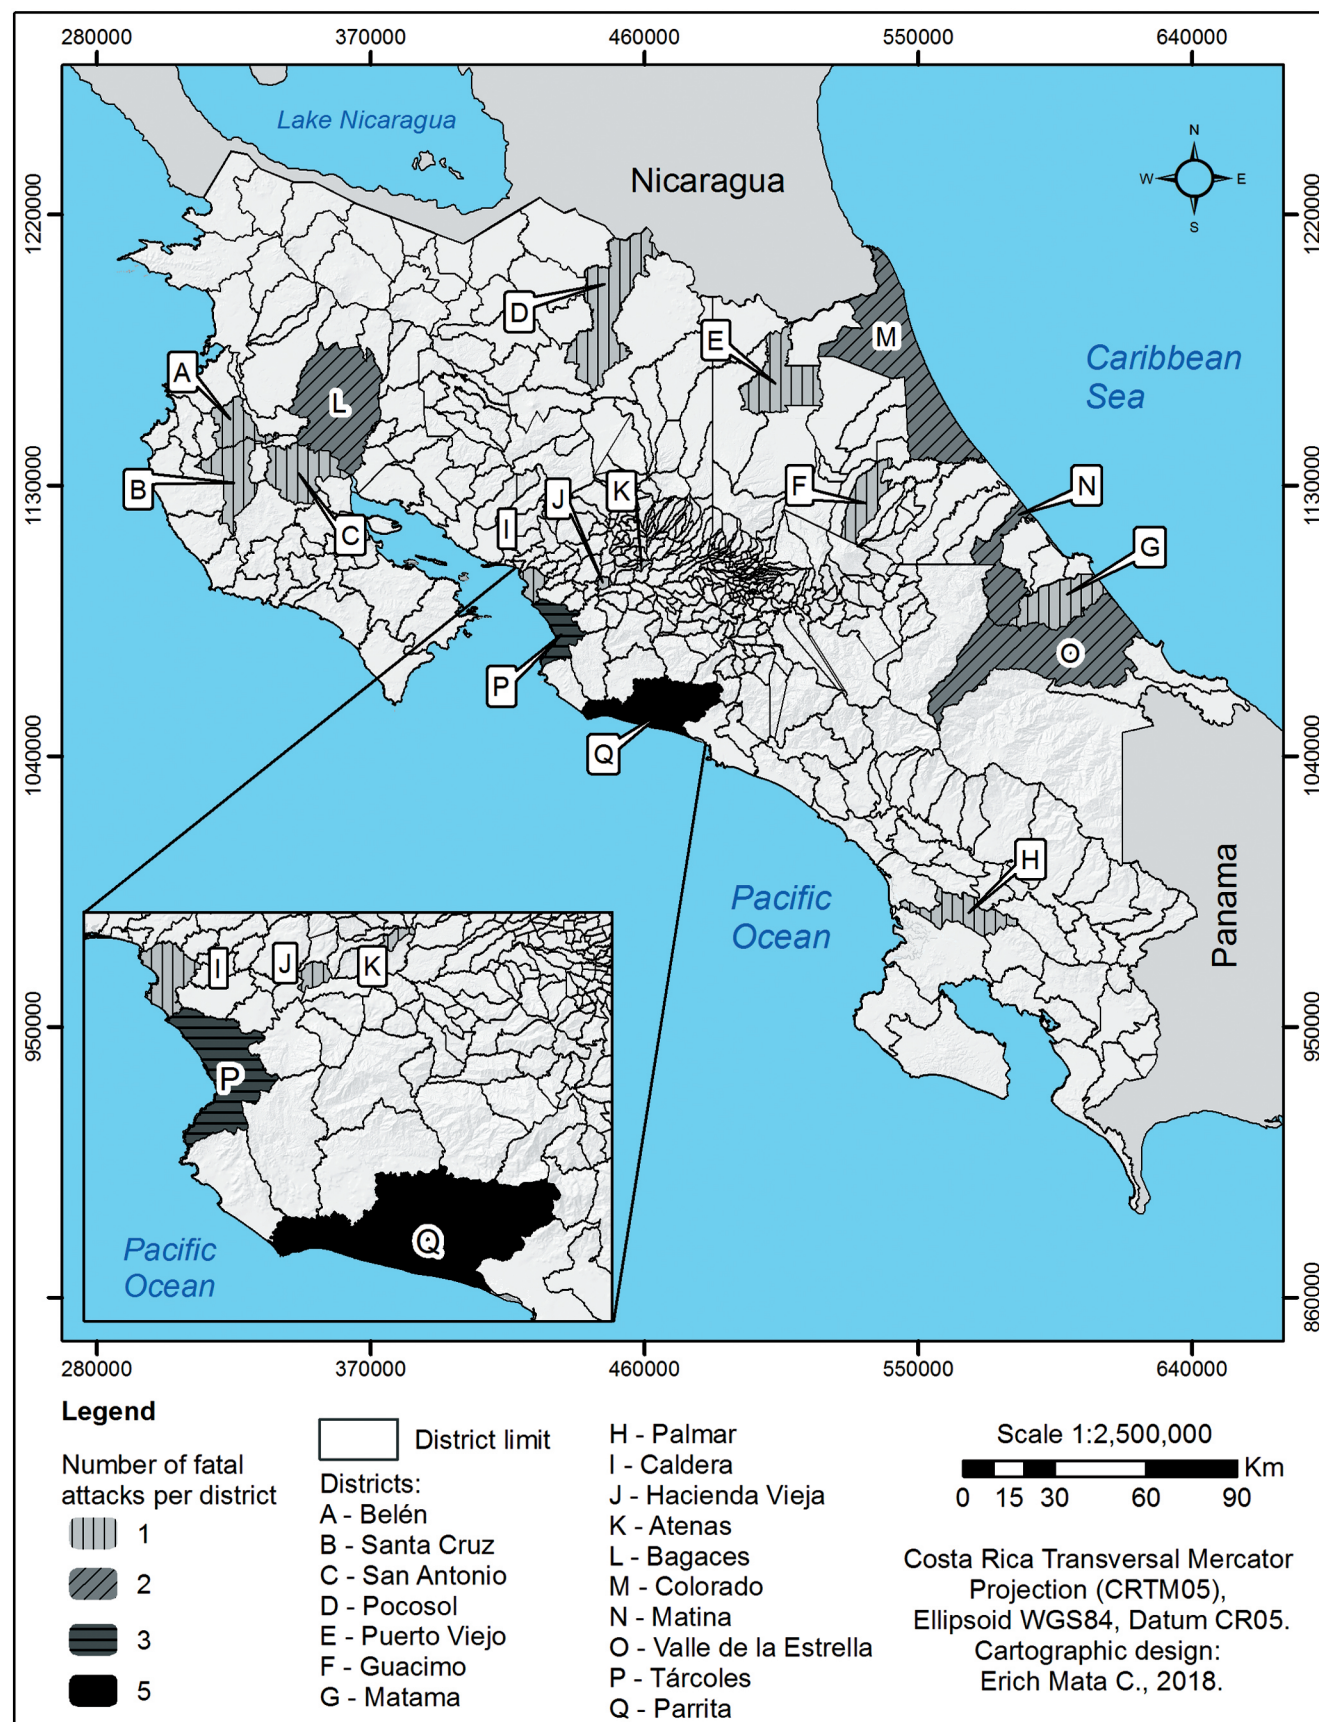 280000 370000 460000 550000 640000
Lake Nicaragua
Nicaragua
N
W E
S
1220000 1220000
D
E
M
Caribbean
Sea
A
L
B
C
1130000 1130000
I
J
K
F
N
G
P
O
Q
1040000 1040000
H
Pacific
Ocean
Panama
I
J
K
P
Q
Pacific
Ocean
950000 950000
860000
280000 370000 460000 550000 640000
Legend
Number of fatal
attacks per district
1
2
3
5
District limit
Districts:
A - Belén
B - Santa Cruz
C - San Antonio
D - Pocosol
E - Puerto Viejo
F - Guacimo
G - Matama
H - Palmar
I - Caldera
J - Hacienda Vieja
K - Atenas
L - Bagaces
M - Colorado
N - Matina
O - Valle de la Estrella
P - Tárcoles
Q - Parrita
Scale 1:2,500,000
Km
0 15 30 60 90
Costa Rica Transversal Mercator
Projection (CRTM05),
Ellipsoid WGS84, Datum CR05.
Cartographic design:
Erich Mata C., 2018.